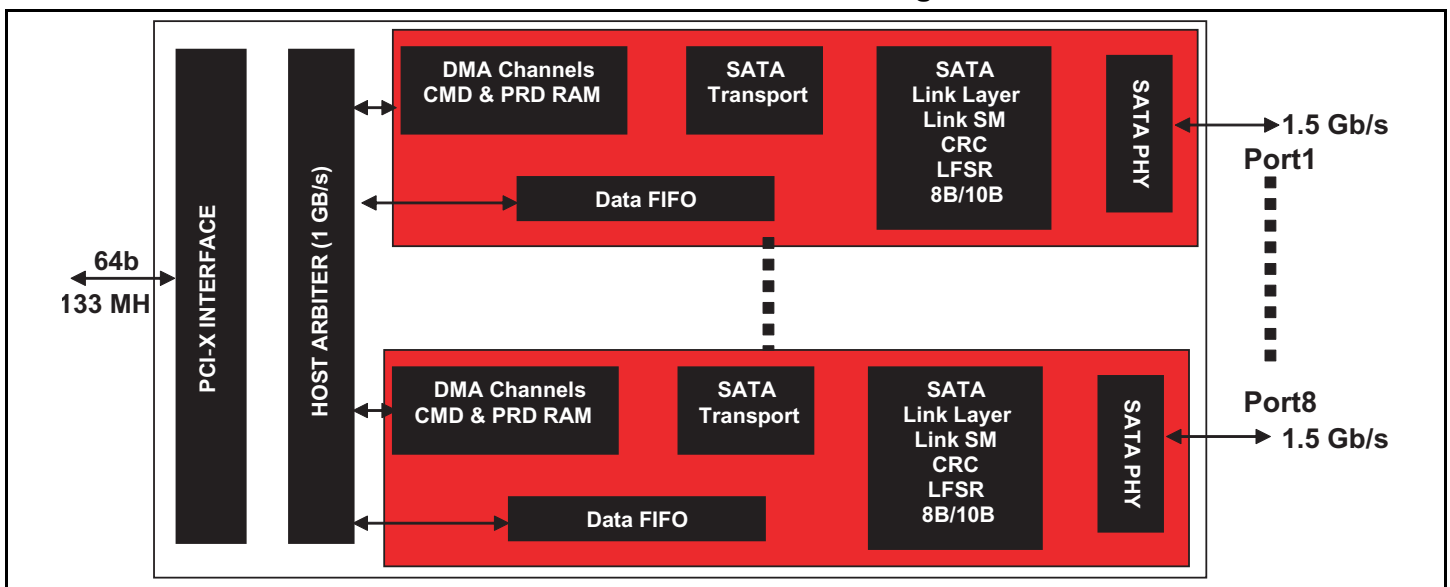 64b
133 MH
PCI-X INTERFACE
HOST ARBITER (1 GB/s)
DMA Channels
CMD & PRD RAM
SATA
Transport
SATA
Link Layer
Link SM
CRC
LFSR
8B/10B
SATA PHY
Data FIFO
1.5 Gb/s
Port1
DMA Channels
CMD & PRD RAM
SATA
Transport
SATA
Link Layer
Link SM
CRC
LFSR
8B/10B
SATA PHY
Data FIFO
Port8
1.5 Gb/s